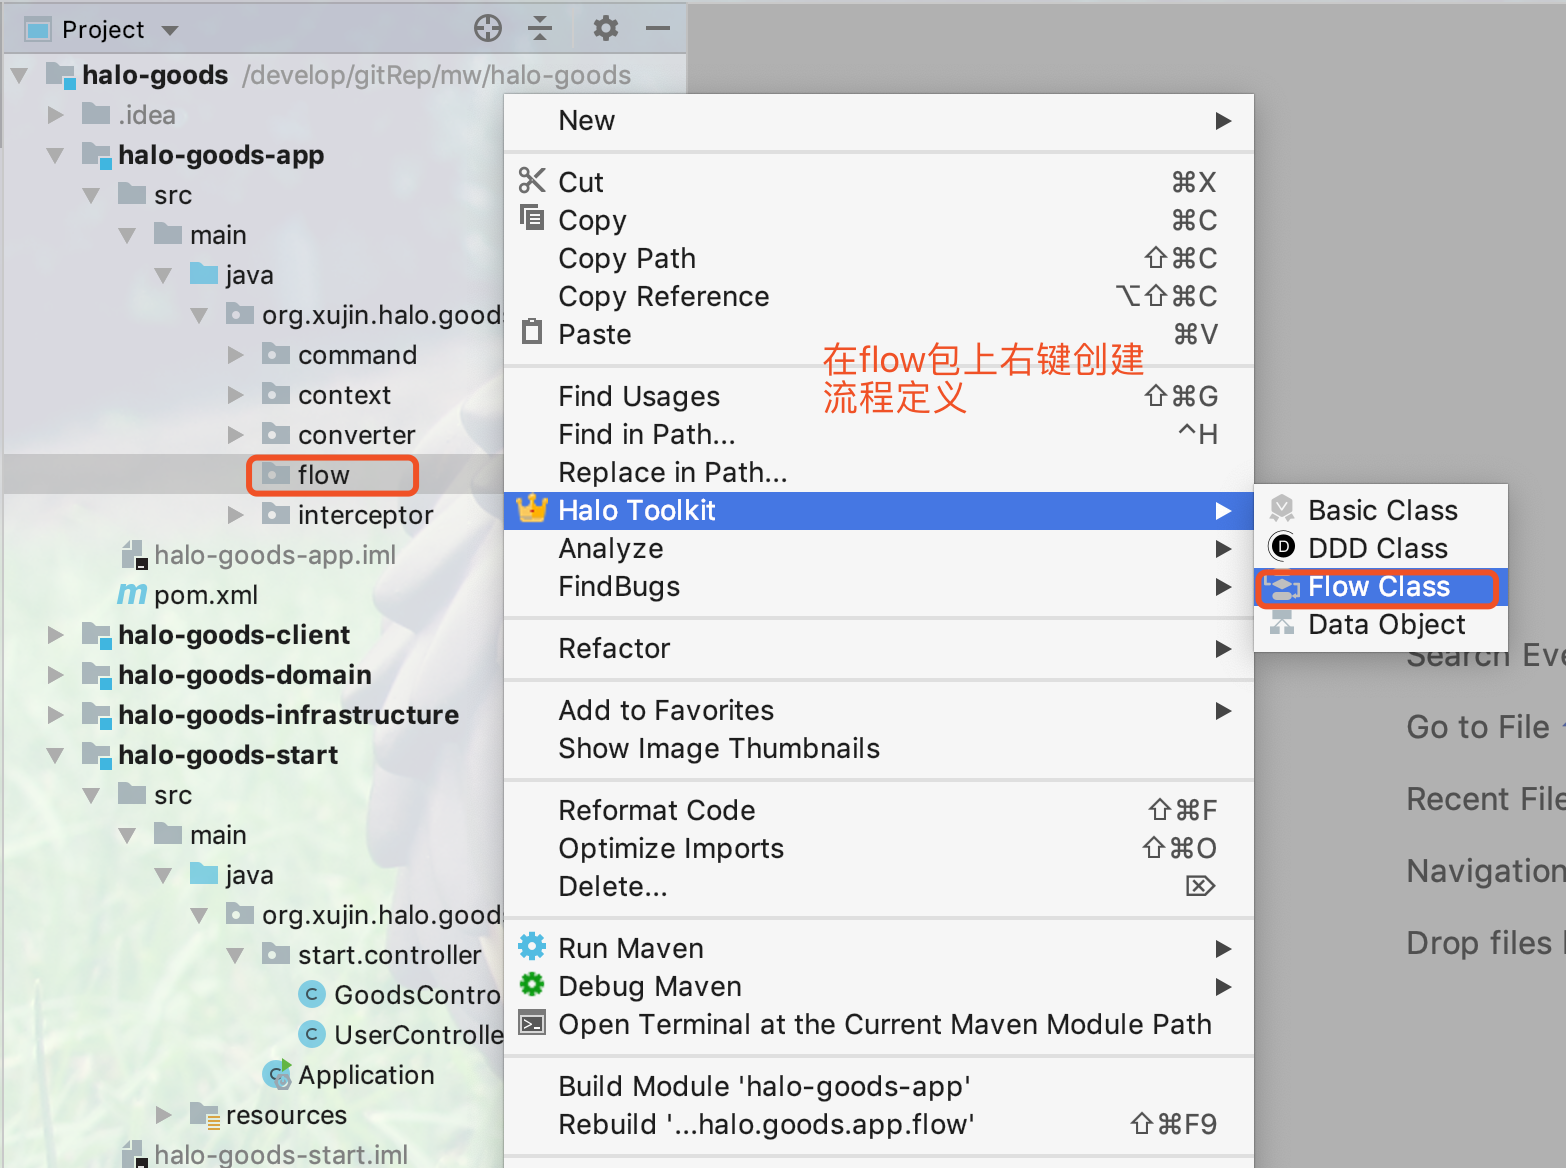 Project
halo-goods /develop/gitRep/mw/halo-goods
.idea
halo-goods-app
src
main
java
org.xujin.halo.goods
command
context
converter
flow
interceptor
halo-goods-app.iml
pom.xml
halo-goods-client
halo-goods-domain
halo-goods-infrastructure
halo-goods-start
src
main
java
org.xujin.halo.goods
start.controller
GoodsContro
UserControlle
Application
resources
halo-goods-start.iml
New
Cut ⌘X
Copy ⌘C
Copy Path ⇧⌘C
Copy Reference ⌥⇧⌘C
Paste ⌘V
在flow包上右键创建
流程定义
Find Usages ⇧⌘G
Find in Path... ^H
Replace in Path...
Halo Toolkit
Analyze
FindBugs
Refactor
Add to Favorites
Show Image Thumbnails
Reformat Code ⇧⌘F
Optimize Imports ⇧⌘O
Delete... ⌦
Run Maven
Debug Maven
Open Terminal at the Current Maven Module Path
Build Module 'halo-goods-app'
Rebuild '...halo.goods.app.flow' ⇧⌘F9
Basic Class
DDD Class
Flow Class
Data Object
Search Eve
Go to File
Recent File
Navigation
Drop files